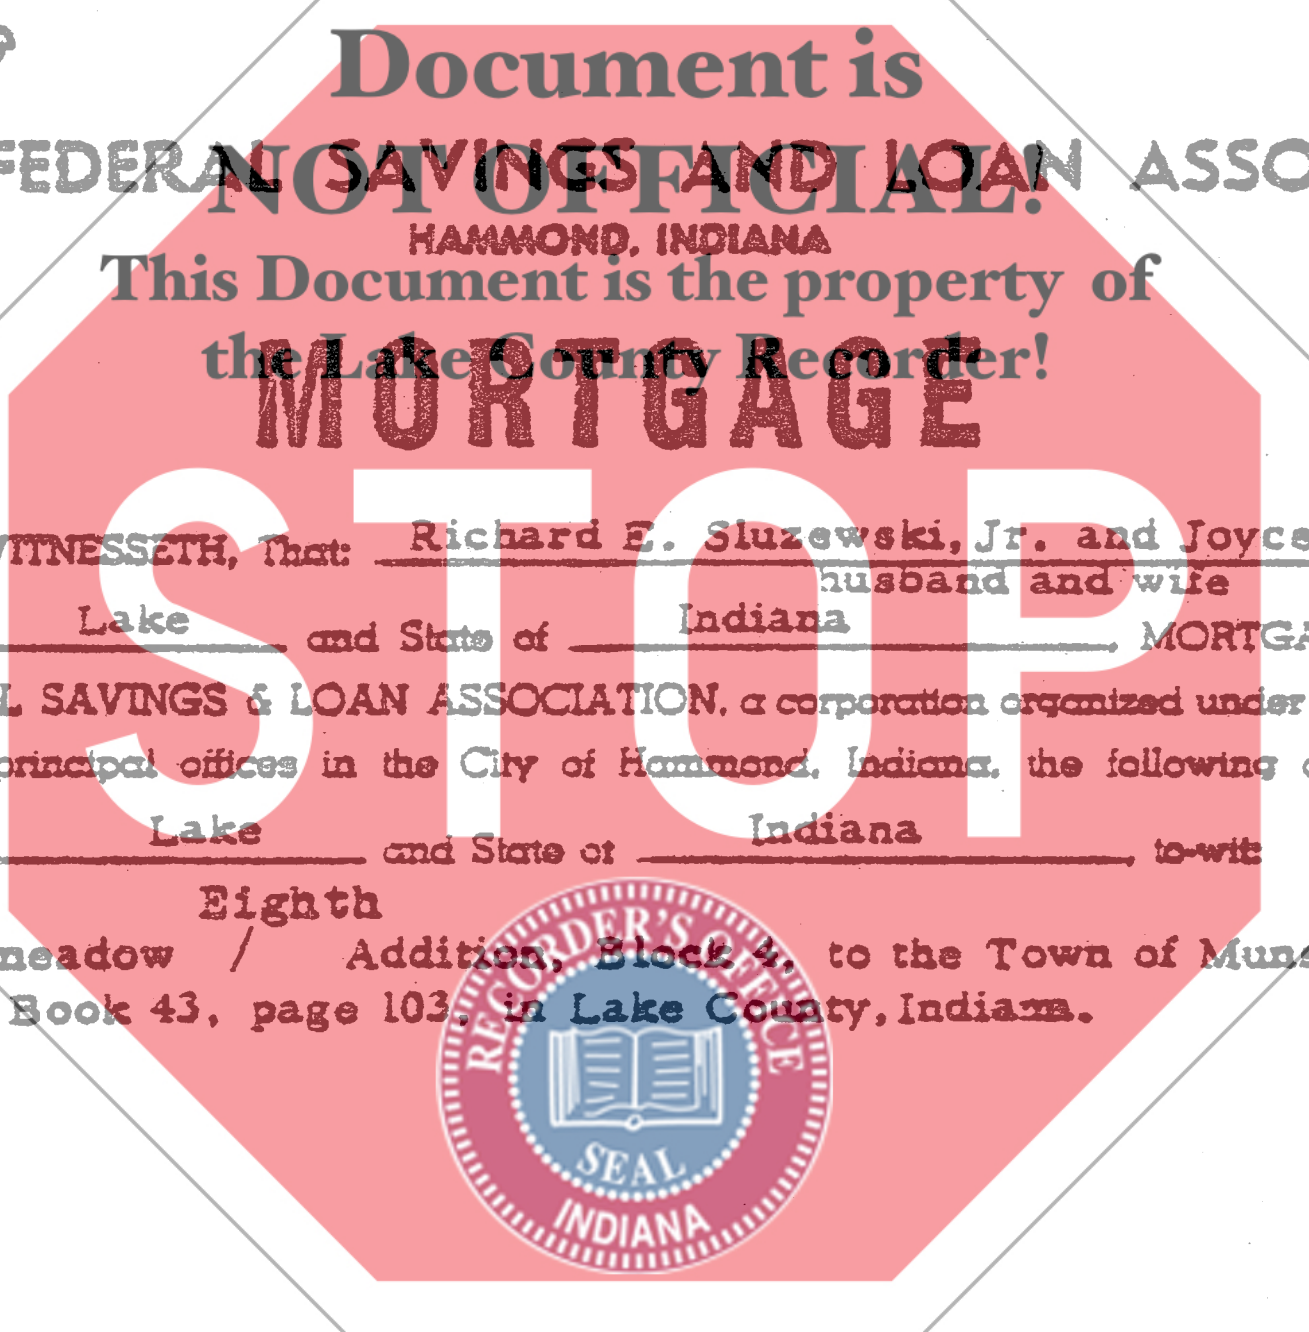 Document is
FEDERAL SAVINGS AND LOAN ASSO
NOT OFFICIAL!
HAMMOND, INDIANA
This Document is the property of
the Lake County Recorder!
MORTGAGE
STOP
WITNESSETH, That: Richard E. Sluzewski, Jr. and Joyce
husband and wife
Lake and State of Indiana, MORTGA
L SAVINGS & LOAN ASSOCIATION, a corporation organized under
principal offices in the City of Hammond, Indiana, the following
Lake and State of Indiana, to-wit:
Eighth
meadow / Addition, Block 4, to the Town of Muns
Book 43, page 103, in Lake County, Indiana.
RECORDER'S OFFICE
SEAL
INDIANA